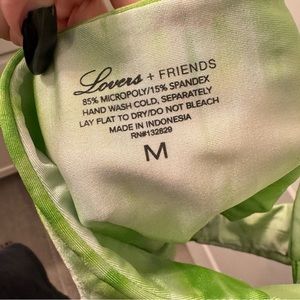 Lovers + FRIENDS
85% MICROPOLY/15% SPANDEX
HAND WASH COLD, SEPARATELY
LAY FLAT TO DRY/DO NOT BLEACH
MADE IN INDONESIA
RN#132829
M